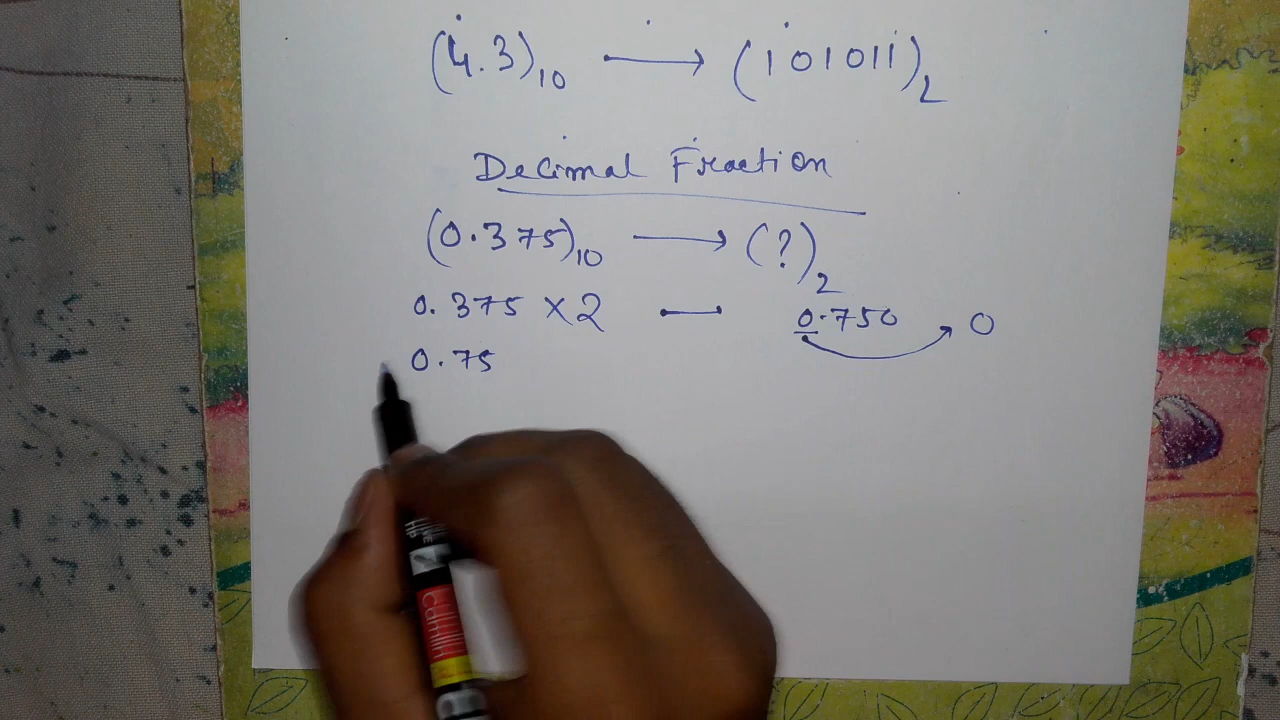 (4.3)10 → (101011)2
Decimal Fraction
(0.375)10 → (?)2
0.375 × 2 — 0.750 → 0
0.75
camlin